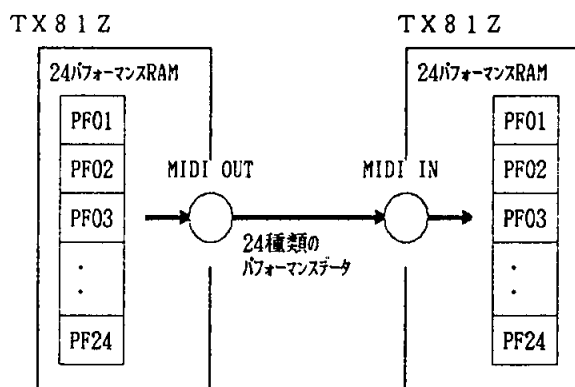 TX81Z
TX81Z
24パフォーマンスRAM
24パフォーマンスRAM
PF01
PF01
PF02
MIDI OUT
MIDI IN
PF02
PF03
PF03
24種類の
パフォーマンスデータ
PF24
PF24